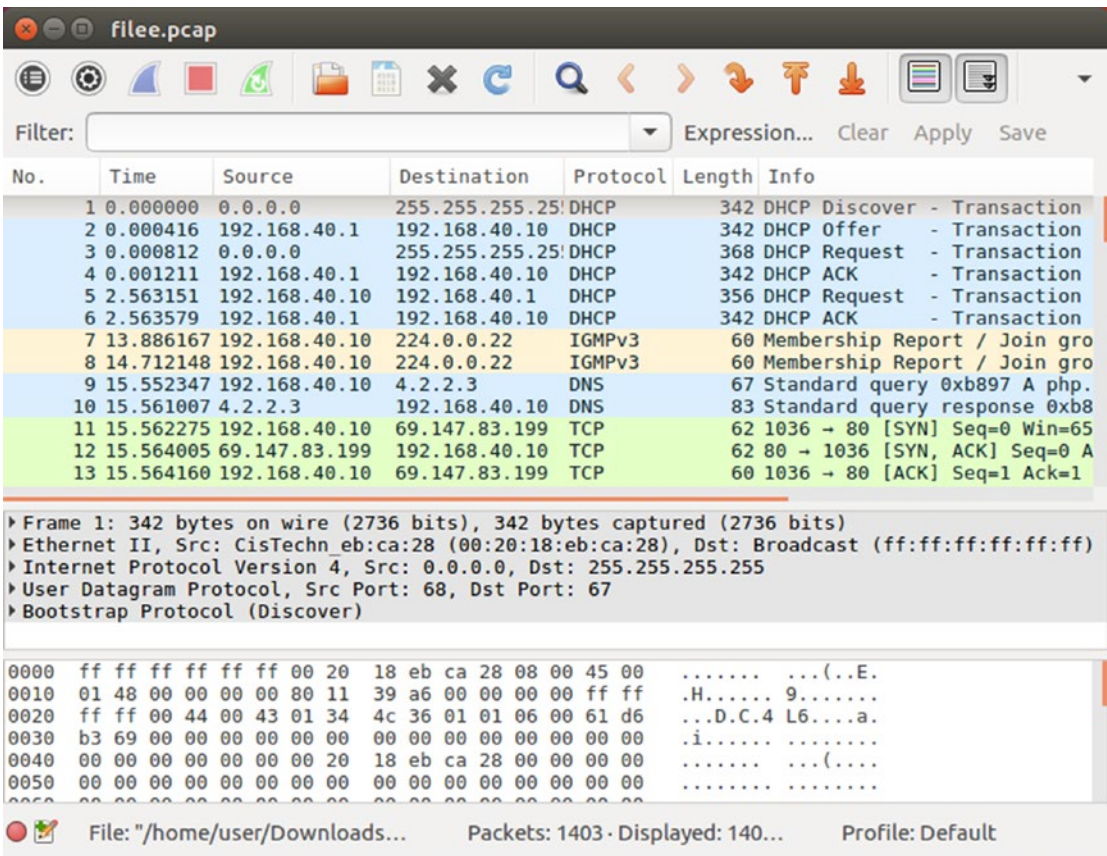 filee.pcap
Filter: Expression... Clear Apply Save
No. Time Source Destination Protocol Length Info
1 0.000000 0.0.0.0 255.255.255.25 DHCP 342 DHCP Discover - Transaction
2 0.000416 192.168.40.1 192.168.40.10 DHCP 342 DHCP Offer - Transaction
3 0.000812 0.0.0.0 255.255.255.25 DHCP 368 DHCP Request - Transaction
4 0.001211 192.168.40.1 192.168.40.10 DHCP 342 DHCP ACK - Transaction
5 2.563151 192.168.40.10 192.168.40.1 DHCP 356 DHCP Request - Transaction
6 2.563579 192.168.40.1 192.168.40.10 DHCP 342 DHCP ACK - Transaction
7 13.886167 192.168.40.10 224.0.0.22 IGMPv3 60 Membership Report / Join gro
8 14.712148 192.168.40.10 224.0.0.22 IGMPv3 60 Membership Report / Join gro
9 15.552347 192.168.40.10 4.2.2.3 DNS 67 Standard query 0xb897 A php.
10 15.561007 4.2.2.3 192.168.40.10 DNS 83 Standard query response 0xb8
11 15.562275 192.168.40.10 69.147.83.199 TCP 62 1036 → 80 [SYN] Seq=0 Win=65
12 15.564005 69.147.83.199 192.168.40.10 TCP 62 80 → 1036 [SYN, ACK] Seq=0 A
13 15.564160 192.168.40.10 69.147.83.199 TCP 60 1036 → 80 [ACK] Seq=1 Ack=1
Frame 1: 342 bytes on wire (2736 bits), 342 bytes captured (2736 bits)
Ethernet II, Src: CisTechn_eb:ca:28 (00:20:18:eb:ca:28), Dst: Broadcast (ff:ff:ff:ff:ff:ff)
Internet Protocol Version 4, Src: 0.0.0.0, Dst: 255.255.255.255
User Datagram Protocol, Src Port: 68, Dst Port: 67
Bootstrap Protocol (Discover)
0000 ff ff ff ff ff ff 00 20 18 eb ca 28 08 00 45 00 ....... ...(..E.
0010 01 48 00 00 00 00 80 11 39 a6 00 00 00 00 ff ff .H...... 9.......
0020 ff ff 00 44 00 43 01 34 4c 36 01 01 06 00 61 d6 ...D.C.4 L6....a.
0030 b3 69 00 00 00 00 00 00 00 00 00 00 00 00 00 00 .i...... ........
0040 00 00 00 00 00 00 00 20 18 eb ca 28 00 00 00 00 ....... ...(....
0050 00 00 00 00 00 00 00 00 00 00 00 00 00 00 00 00 ........ ........
File: "/home/user/Downloads... Packets: 1403 · Displayed: 140... Profile: Default